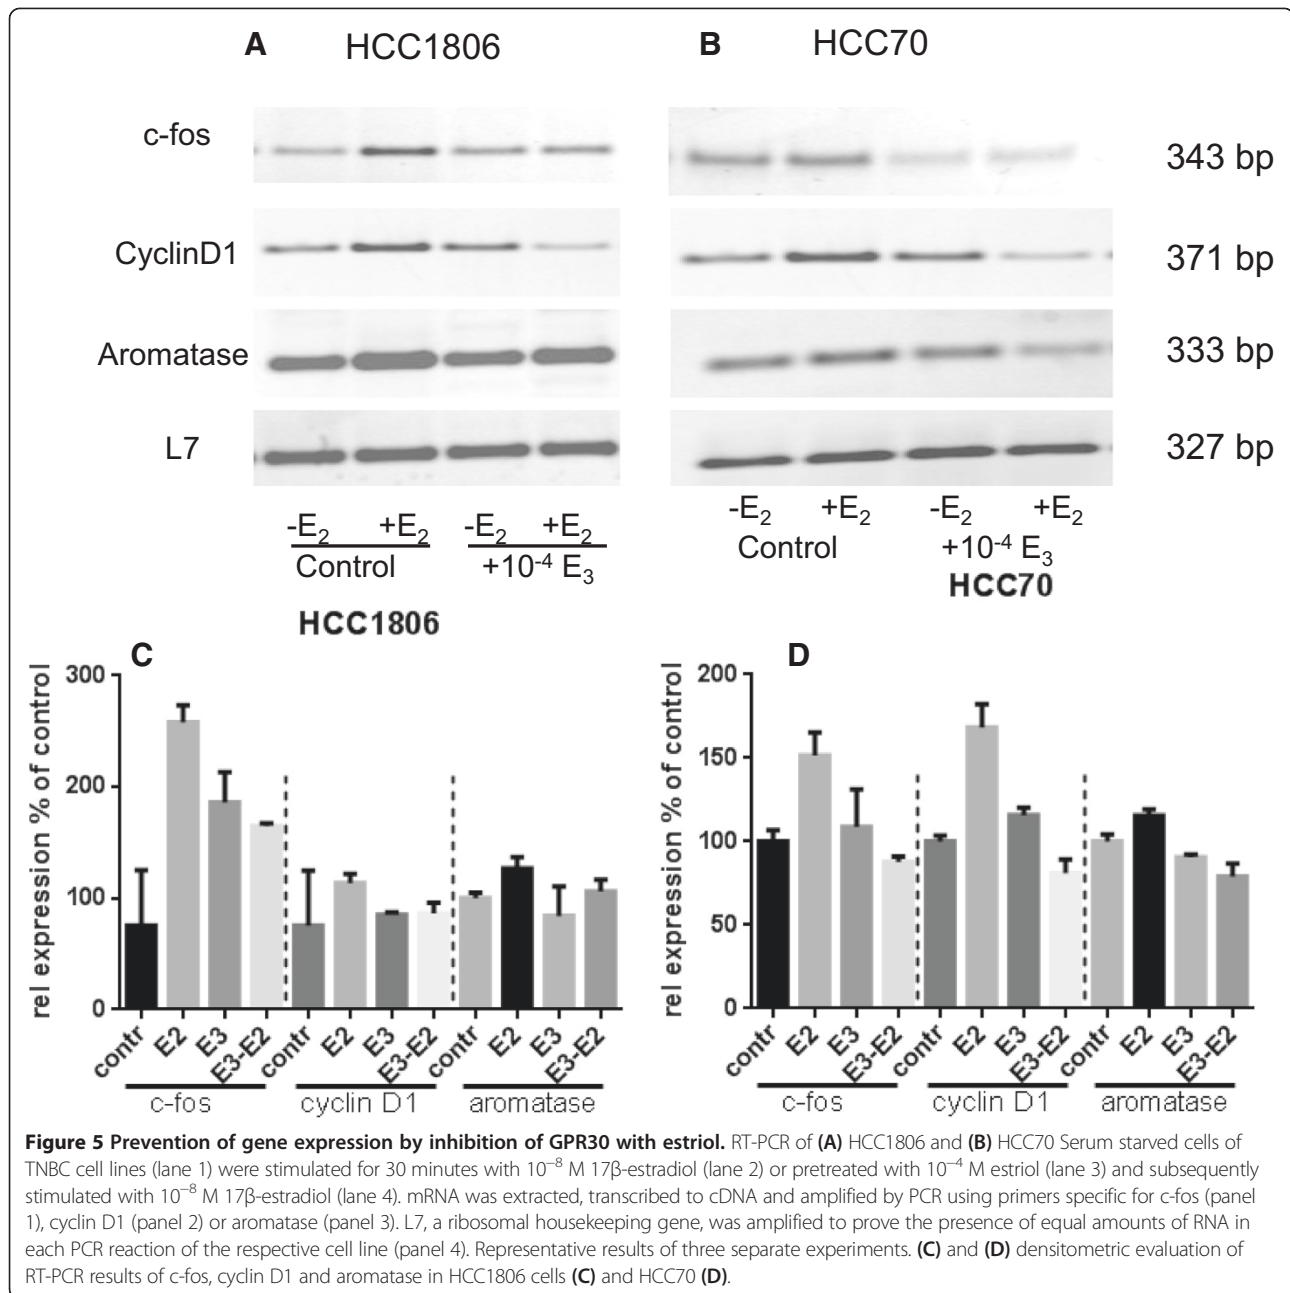 A HCC1806
B HCC70
c-fos 343 bp
CyclinD1 371 bp
Aromatase 333 bp
L7 327 bp
-E2 +E2 -E2 +E2
Control +10-4 E3
HCC1806
-E2 +E2 -E2 +E2
Control +10-4 E3
HCC70
C
rel expression % of control
300
200
100
0
contr E2 E3 E3-E2 contr E2 E3 E3-E2 contr E2 E3 E3-E2
c-fos cyclin D1 aromatase
D
rel expression % of control
200
150
100
50
0
contr E2 E3 E3-E2 contr E2 E3 E3-E2 contr E2 E3 E3-E2
c-fos cyclin D1 aromatase
Figure 5 Prevention of gene expression by inhibition of GPR30 with estriol. RT-PCR of (A) HCC1806 and (B) HCC70 Serum starved cells of
TNBC cell lines (lane 1) were stimulated for 30 minutes with 10⁻⁸ M 17β-estradiol (lane 2) or pretreated with 10⁻⁴ M estriol (lane 3) and subsequently
stimulated with 10⁻⁸ M 17β-estradiol (lane 4). mRNA was extracted, transcribed to cDNA and amplified by PCR using primers specific for c-fos (panel
1), cyclin D1 (panel 2) or aromatase (panel 3). L7, a ribosomal housekeeping gene, was amplified to prove the presence of equal amounts of RNA in
each PCR reaction of the respective cell line (panel 4). Representative results of three separate experiments. (C) and (D) densitometric evaluation of
RT-PCR results of c-fos, cyclin D1 and aromatase in HCC1806 cells (C) and HCC70 (D).